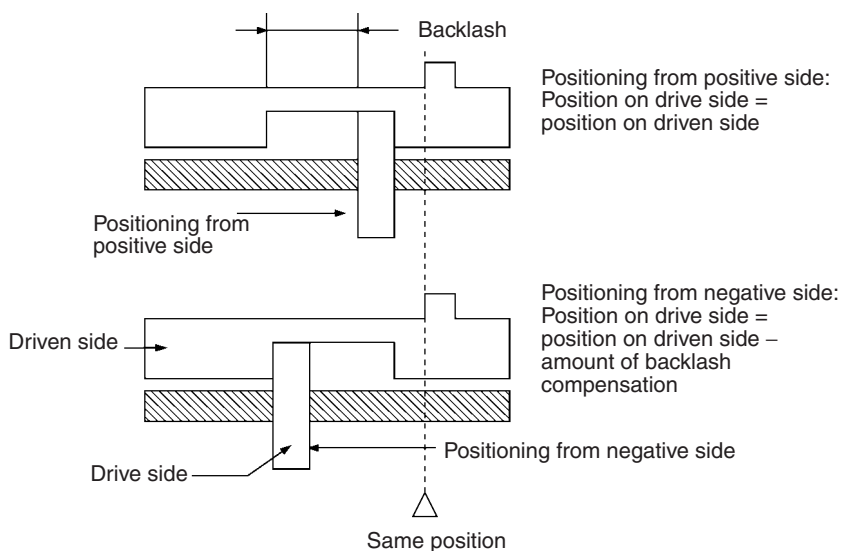 Backlash
Positioning from positive side:
Position on drive side =
position on driven side
Positioning from
positive side
Positioning from negative side:
Position on drive side =
position on driven side –
amount of backlash
compensation
Driven side
Positioning from negative side
Drive side
Same position